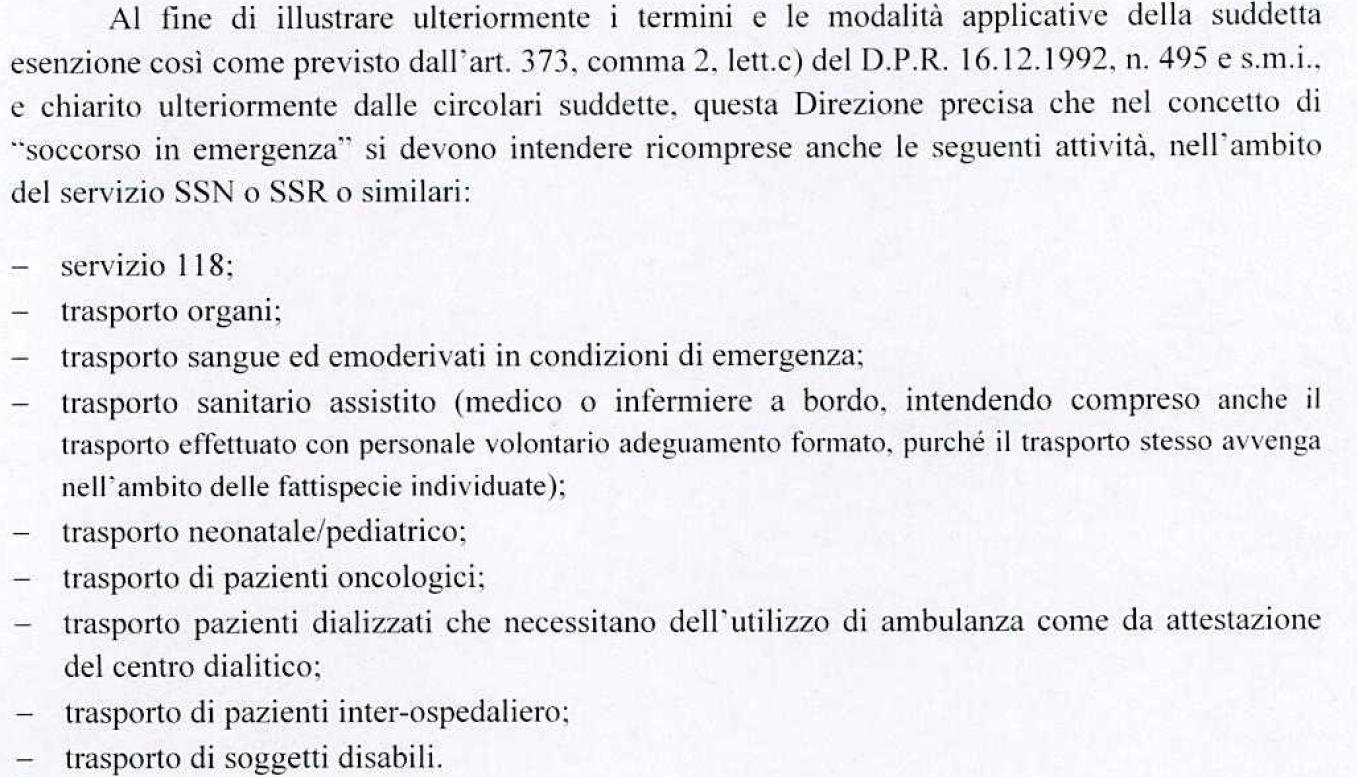 Al fine di illustrare ulteriormente i termini e le modalità applicative della suddetta
esenzione così come previsto dall'art. 373, comma 2, lett.c) del D.P.R. 16.12.1992, n. 495 e s.m.i.,
e chiarito ulteriormente dalle circolari suddette, questa Direzione precisa che nel concetto di
“soccorso in emergenza” si devono intendere ricomprese anche le seguenti attività, nell'ambito
del servizio SSN o SSR o similari:
– servizio 118;
– trasporto organi;
– trasporto sangue ed emoderivati in condizioni di emergenza;
– trasporto sanitario assistito (medico o infermiere a bordo, intendendo compreso anche il
trasporto effettuato con personale volontario adeguamento formato, purché il trasporto stesso avvenga
nell'ambito delle fattispecie individuate);
– trasporto neonatale/pediatrico;
– trasporto di pazienti oncologici;
– trasporto pazienti dializzati che necessitano dell'utilizzo di ambulanza come da attestazione
del centro dialitico;
– trasporto di pazienti inter-ospedaliero;
– trasporto di soggetti disabili.